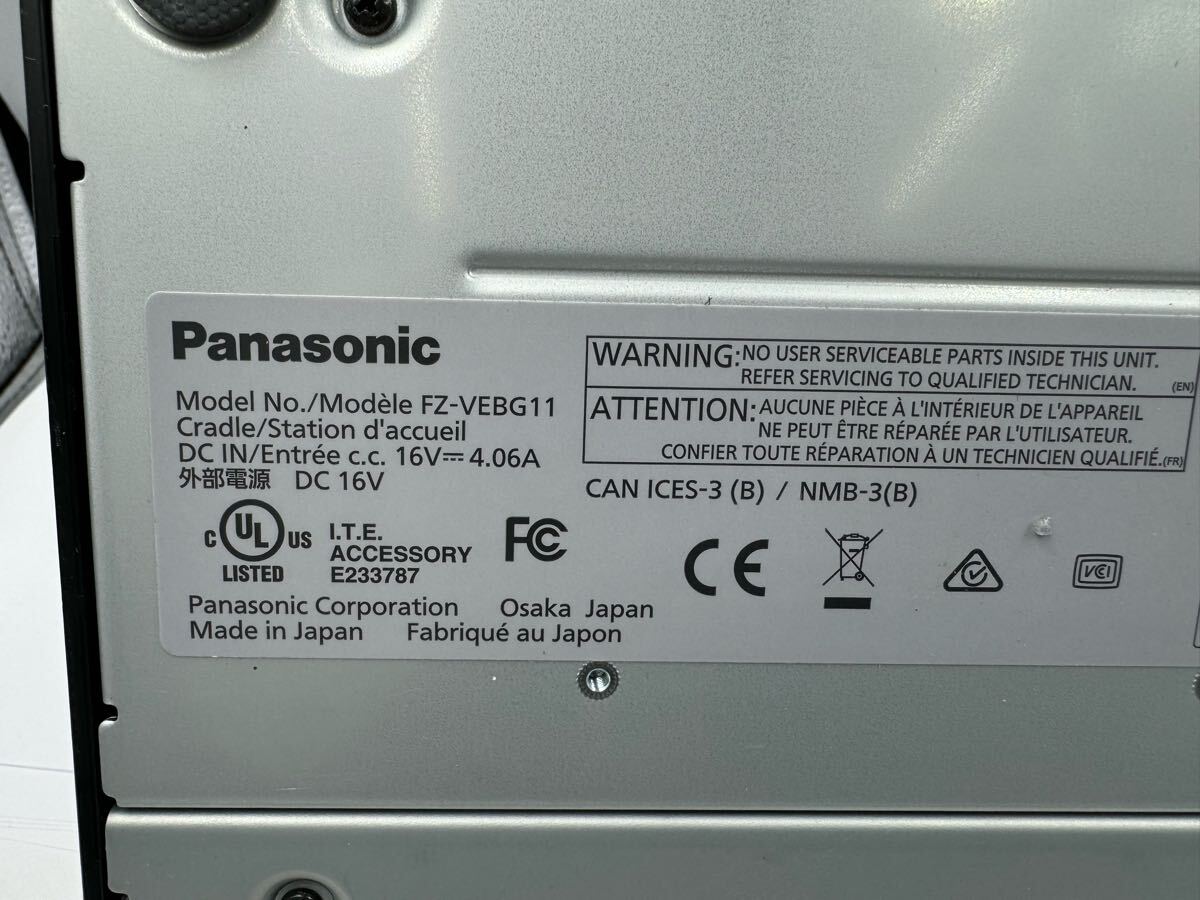 Panasonic
Model No./Modèle FZ-VEBG11
Cradle/Station d'accueil
DC IN/Entrée c.c. 16V⎓4.06A
外部電源 DC 16V
C UL US
LISTED
I.T.E.
ACCESSORY
E233787
FC
Panasonic Corporation Osaka Japan
Made in Japan Fabriqué au Japon
WARNING: NO USER SERVICEABLE PARTS INSIDE THIS UNIT.
REFER SERVICING TO QUALIFIED TECHNICIAN. (EN)
ATTENTION: AUCUNE PIÈCE À L'INTÉRIEUR DE L'APPAREIL
NE PEUT ÊTRE RÉPARÉE PAR L'UTILISATEUR.
CONFIER TOUTE RÉPARATION À UN TECHNICIEN QUALIFIÉ. (FR)
CAN ICES-3 (B) / NMB-3(B)
CE
VCI